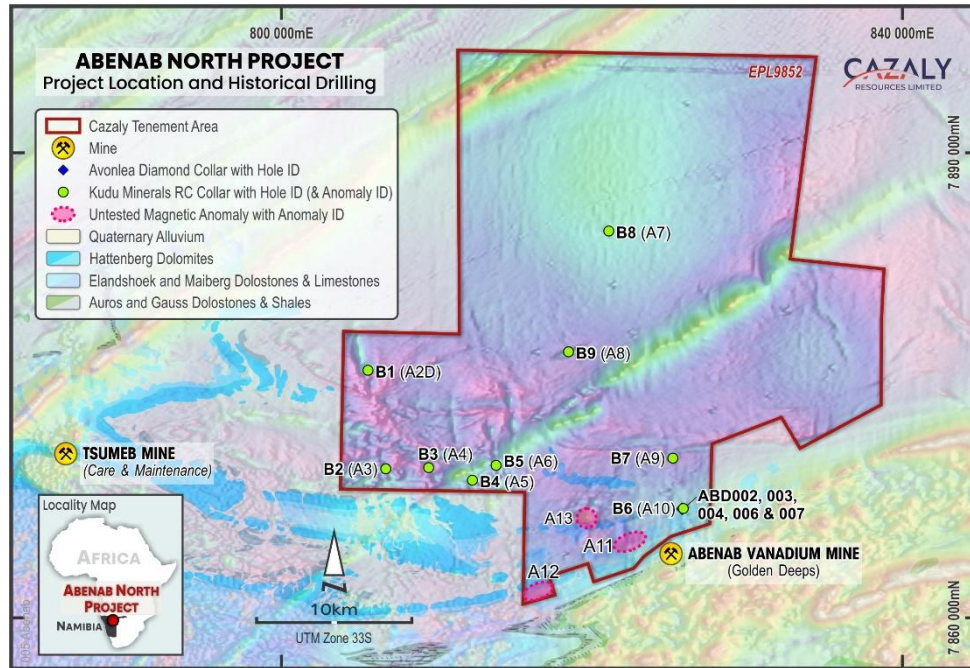 800 000mE
840 000mE
ABENAB NORTH PROJECT
Project Location and Historical Drilling
EPL9852
CAZALY
RESOURCES LIMITED
Cazaly Tenement Area
Mine
Avonlea Diamond Collar with Hole ID
Kudu Minerals RC Collar with Hole ID (& Anomaly ID)
Untested Magnetic Anomaly with Anomaly ID
Quaternary Alluvium
Hattenberg Dolomites
Elandshoek and Maiberg Dolostones & Limestones
Auros and Gauss Dolostones & Shales
7 890 000mN
B8 (A7)
B9 (A8)
B1 (A2D)
TSUMEB MINE
(Care & Maintenance)
B2 (A3)
B3 (A4)
B5 (A6)
B4 (A5)
B7 (A9)
ABD002, 003,
004, 006 & 007
B6 (A10)
A13
A11
A12
ABENAB VANADIUM MINE
(Golden Deeps)
Locality Map
AFRICA
ABENAB NORTH
PROJECT
NAMIBIA
N
10km
UTM Zone 33S
7 860 000mN